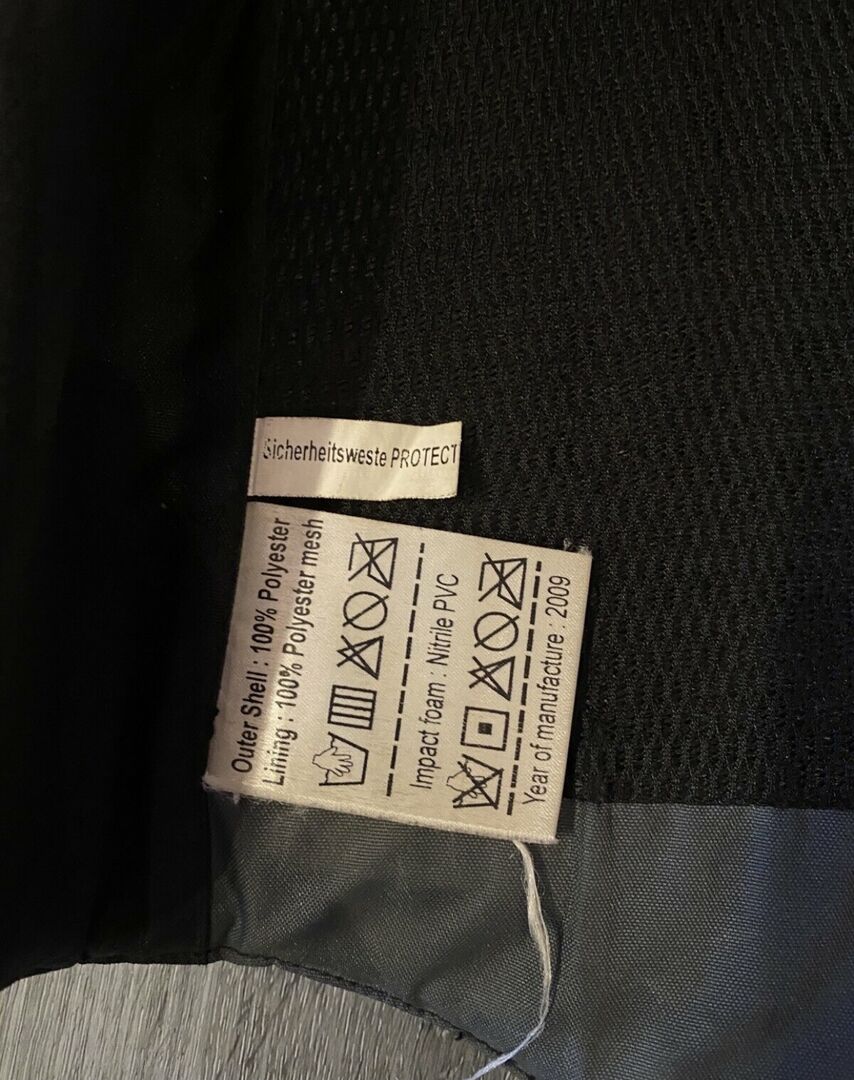 Sicherheitsweste PROTECT
Outer Shell : 100% Polyester
Lining : 100% Polyester mesh
Impact foam : Nitrile PVC
Year of manufacture : 2009